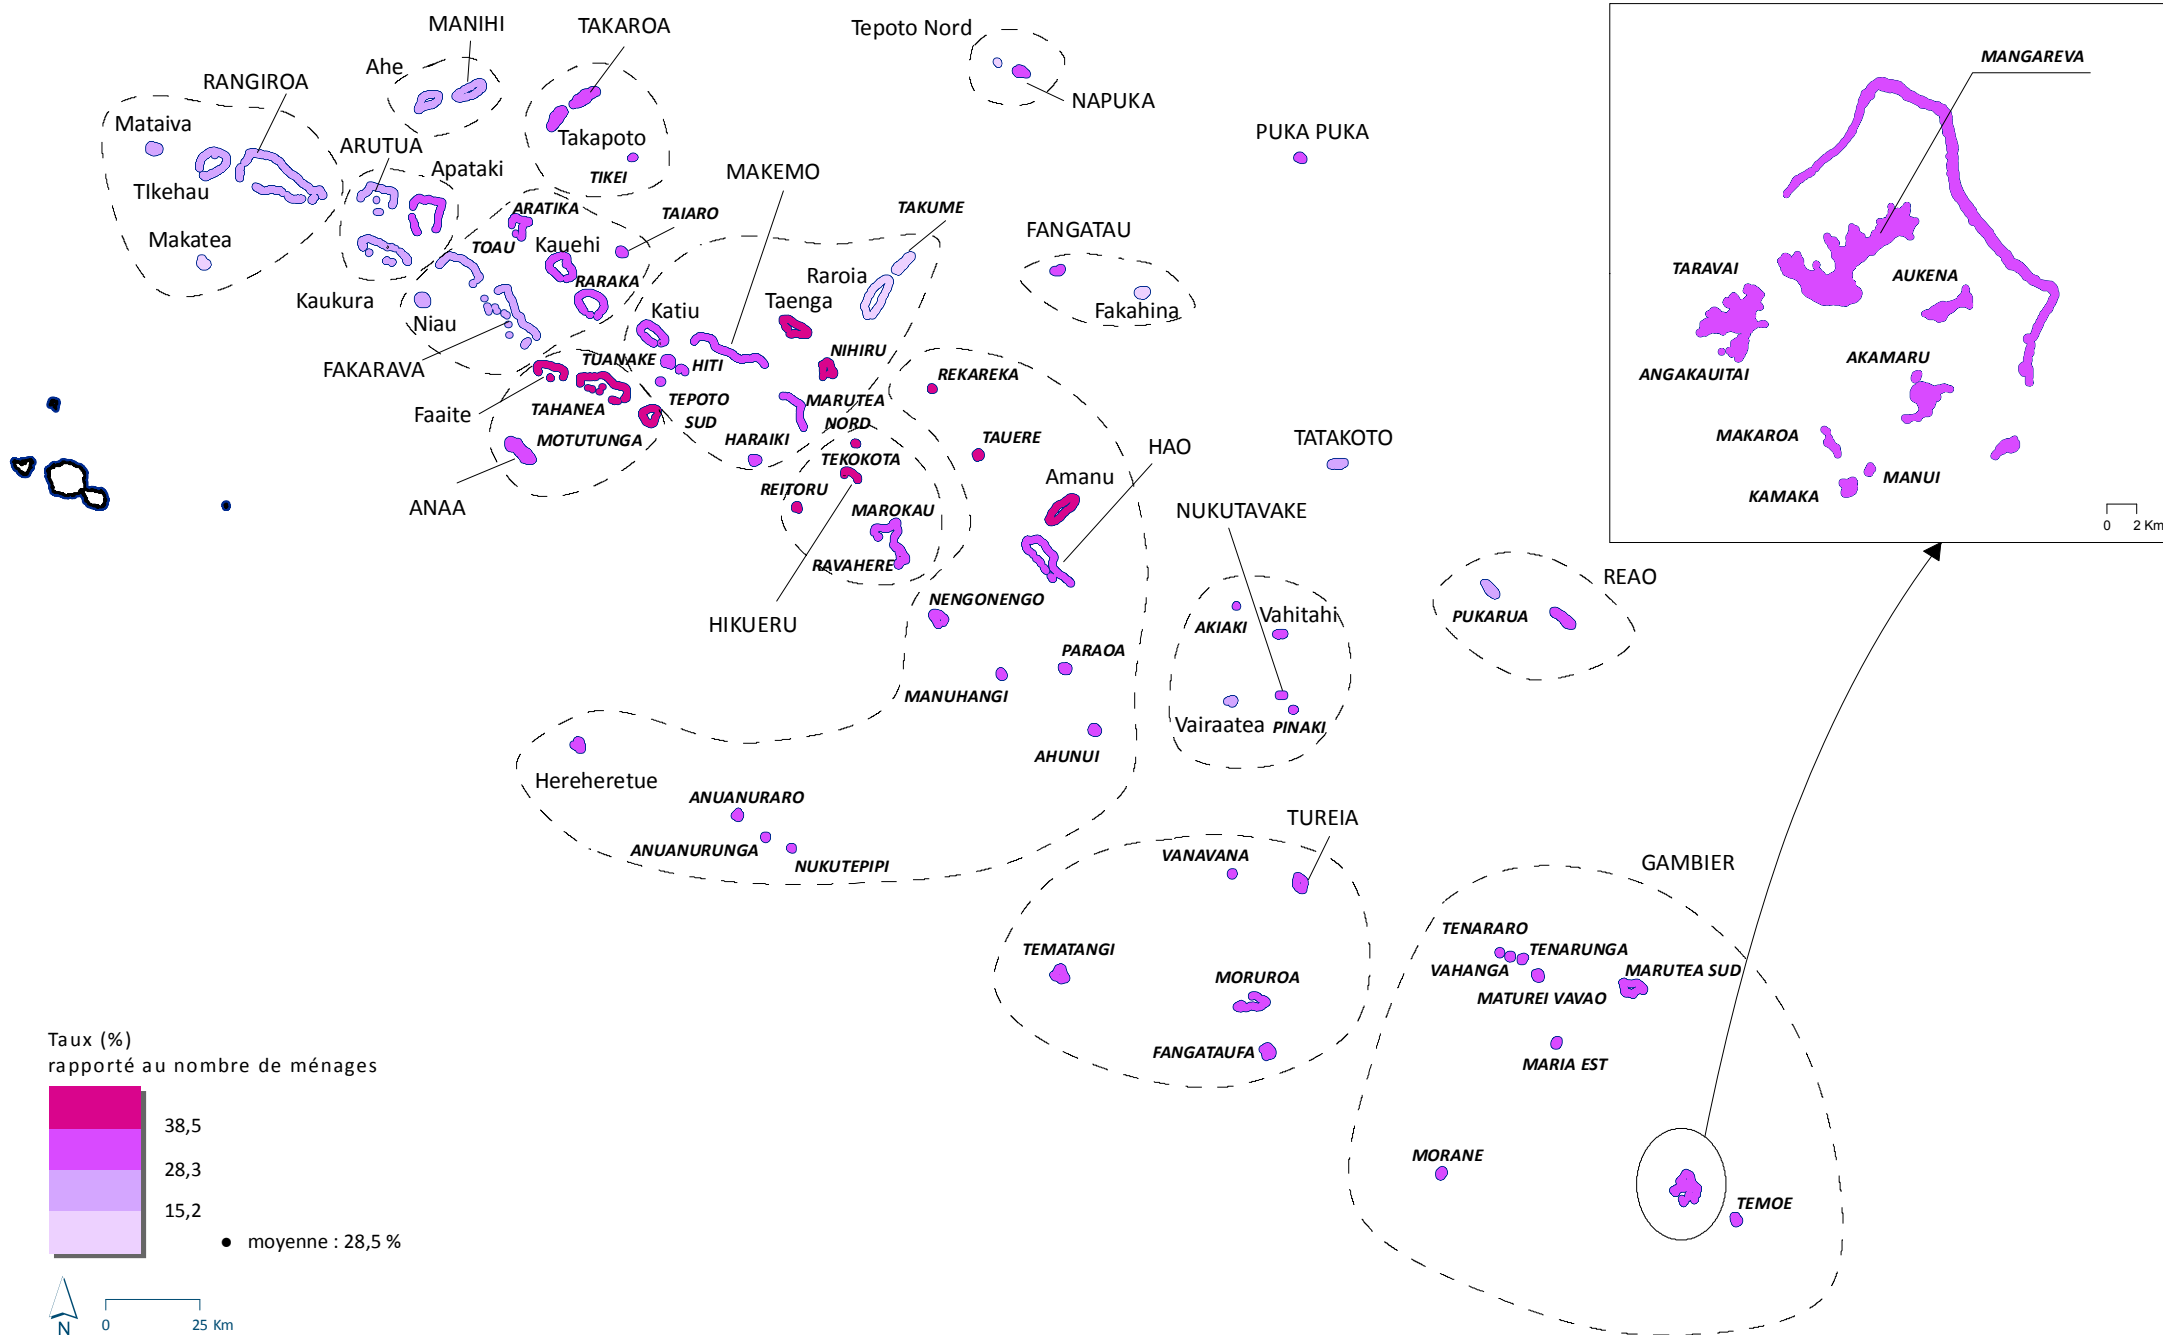 MANIHI
TAKAROA
Tepoto Nord
MANGAREVA
Ahe
RANGIROA
NAPUKA
Mataiva
PUKA PUKA
Takapoto
ARUTUA
Apataki
MAKEMO
TIKEI
TIkehau
TAKUME
ARATIKA
TAIARO
FANGATAU
Makatea
TOAU
Kauehi
Raroia
TARAVAI
AUKENA
RARAKA
Kaukura
Taenga
Katiu
Fakahina
Niau
NIHIRU
TUANAKE
HITI
AKAMARU
FAKARAVA
REKAREKA
ANGAKAUITAI
Faaite
TAHANEA
TEPOTO
SUD
MARUTEA
NORD
MOTUTUNGA
HARAIKI
TAUERE
TATAKOTO
MAKAROA
HAO
TEKOKOTA
Amanu
MANUI
REITORU
KAMAKA
ANAA
MAROKAU
NUKUTAVAKE
0 2 Km
RAVAHERE
REAO
NENGONENGO
Vahitahi
PUKARUA
HIKUERU
AKIAKI
PARAOA
MANUHANGI
Vairaatea
PINAKI
AHUNUI
Hereheretue
ANUANURARO
TUREIA
ANUANURUNGA
NUKUTEPIPI
VANAVANA
GAMBIER
TENARARO
TEMATANGI
TENARUNGA
VAHANGA
MARUTEA SUD
MORUROA
MATUREI VAVAO
FANGATAUFA
MARIA EST
MORANE
TEMOE
Taux (%)
rapporté au nombre de ménages
38,5
28,3
15,2
moyenne : 28,5 %
N
0 25 Km